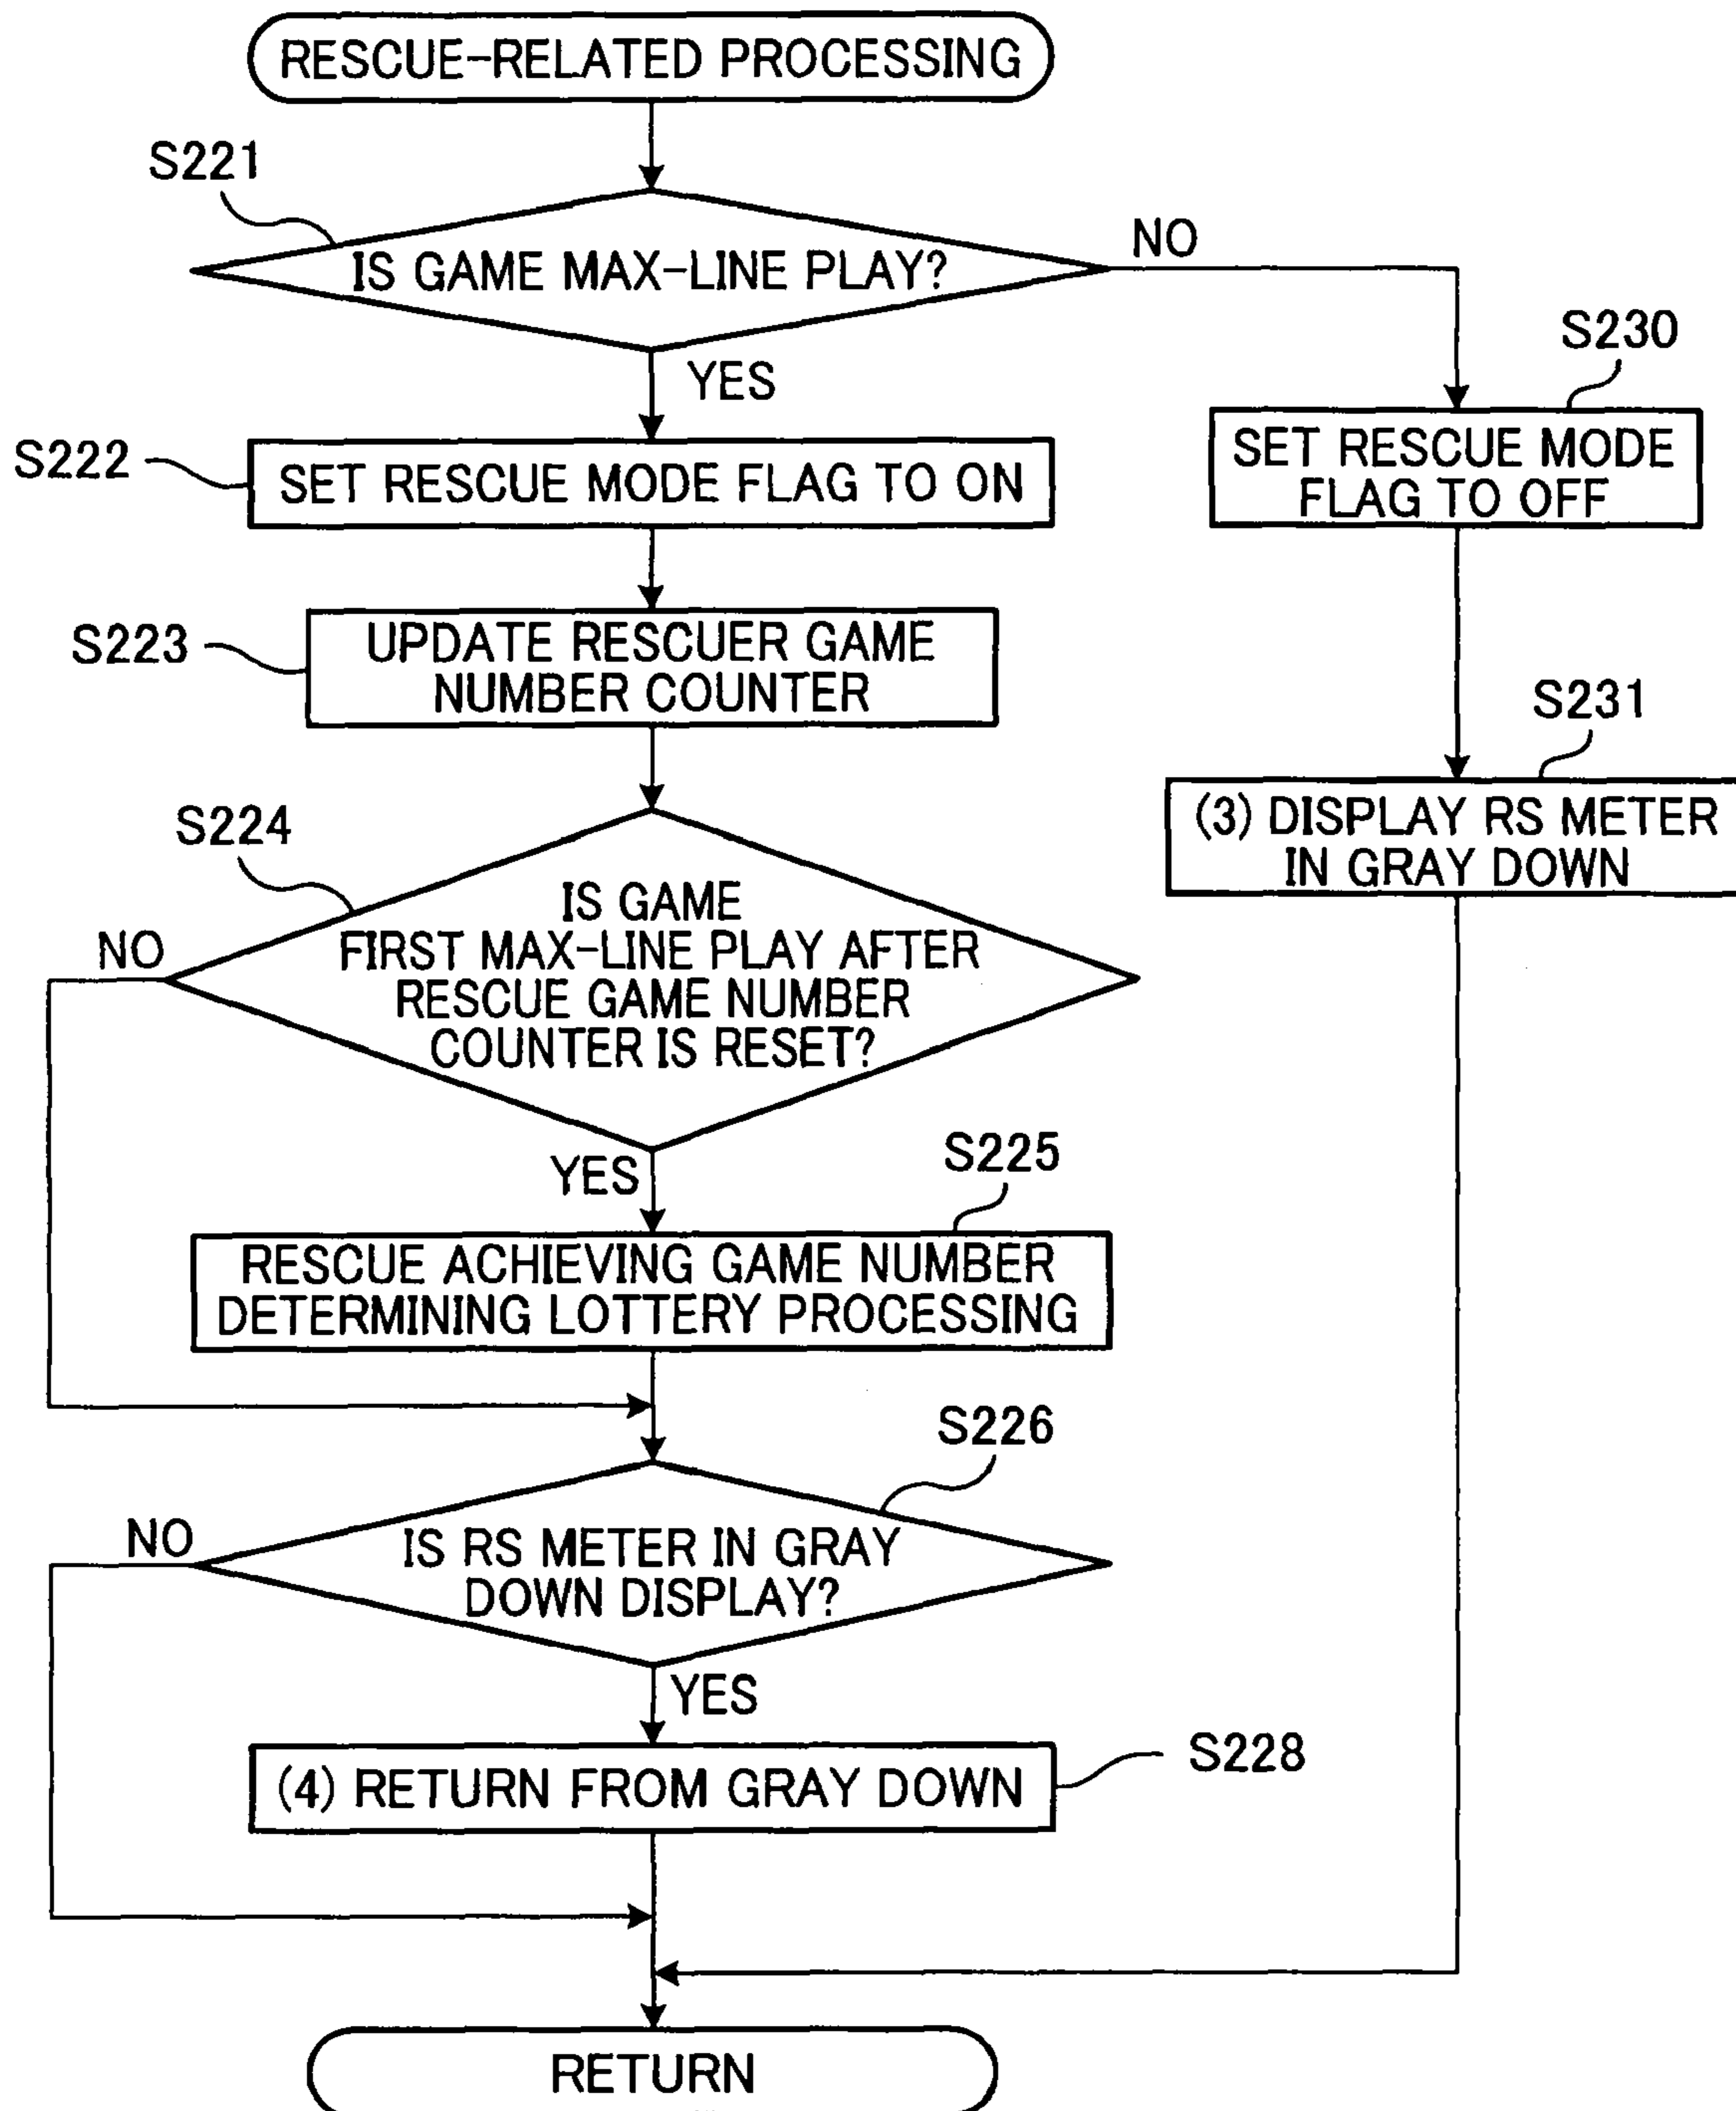 RESCUE-RELATED PROCESSING
S221
IS GAME MAX-LINE PLAY?
NO
YES
S230
SET RESCUE MODE
FLAG TO OFF
S222
SET RESCUE MODE FLAG TO ON
S223
UPDATE RESCUER GAME
NUMBER COUNTER
S231
(3) DISPLAY RS METER
IN GRAY DOWN
S224
IS GAME
FIRST MAX-LINE PLAY AFTER
RESCUE GAME NUMBER
COUNTER IS RESET?
NO
YES
S225
RESCUE ACHIEVING GAME NUMBER
DETERMINING LOTTERY PROCESSING
S226
IS RS METER IN GRAY
DOWN DISPLAY?
NO
YES
S228
(4) RETURN FROM GRAY DOWN
RETURN